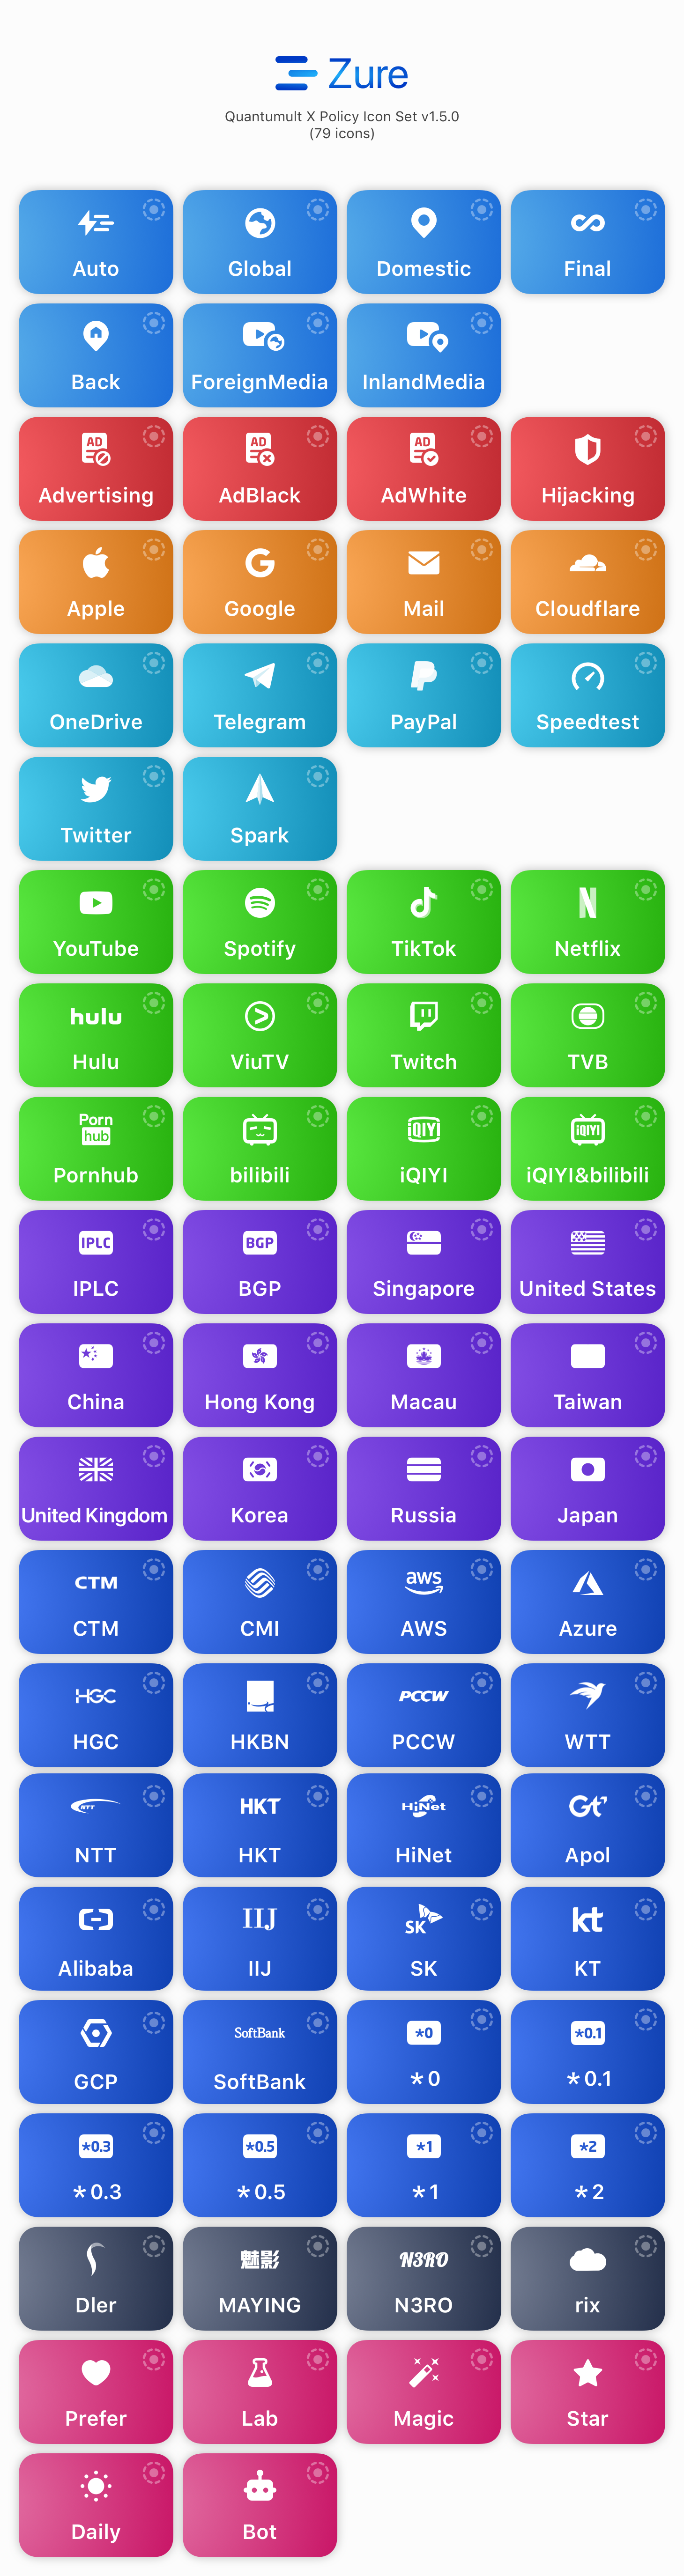 Zure
Quantumult X Policy Icon Set v1.5.0
(79 icons)
Auto
Global
Domestic
Final
Back
ForeignMedia
InlandMedia
AD
Advertising
AD
AdBlack
AD
AdWhite
Hijacking
Apple
Google
Mail
Cloudflare
OneDrive
Telegram
PayPal
Speedtest
Twitter
Spark
YouTube
Spotify
TikTok
Netflix
hulu
Hulu
ViuTV
Twitch
TVB
Porn
hub
Pornhub
bilibili
iQIYI
iQIYI
iQIYI
iQIYI&bilibili
IPLC
IPLC
BGP
BGP
Singapore
United States
China
Hong Kong
Macau
Taiwan
United Kingdom
Korea
Russia
Japan
CTM
CTM
CMI
aws
AWS
Azure
HGC
HGC
HKBN
PCCW
PCCW
WTT
NTT
NTT
HKT
HKT
HiNet
HiNet
Gt
Apol
Alibaba
IIJ
IIJ
SK
SK
kt
KT
GCP
SoftBank
SoftBank
*0
*0
*0.1
*0.1
*0.3
*0.3
*0.5
*0.5
*1
*1
*2
*2
Dler
魅影
MAYING
N3RO
N3RO
rix
Prefer
Lab
Magic
Star
Daily
Bot